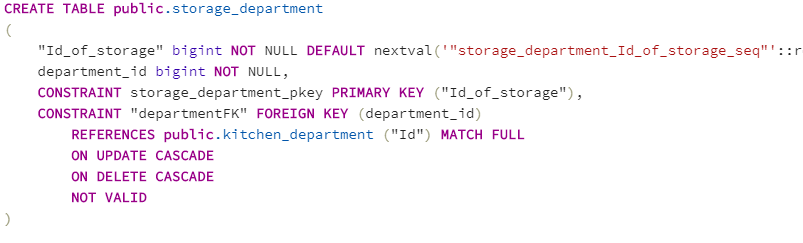 CREATE TABLE public.storage_department
(
"Id_of_storage" bigint NOT NULL DEFAULT nextval('"storage_department_Id_of_storage_seq"'::r
department_id bigint NOT NULL,
CONSTRAINT storage_department_pkey PRIMARY KEY ("Id_of_storage"),
CONSTRAINT "departmentFK" FOREIGN KEY (department_id)
REFERENCES public.kitchen_department ("Id") MATCH FULL
ON UPDATE CASCADE
ON DELETE CASCADE
NOT VALID
)